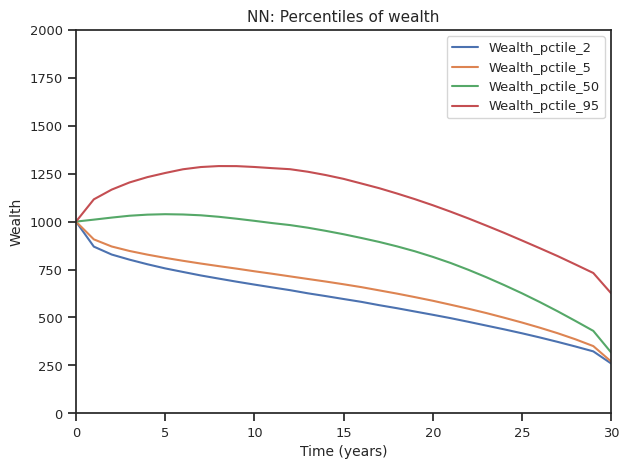 NN: Percentiles of wealth
2000
1750
1500
1250
1000
750
500
250
0
Wealth
Wealth_pctile_2
Wealth_pctile_5
Wealth_pctile_50
Wealth_pctile_95
0 5 10 15 20 25 30
Time (years)